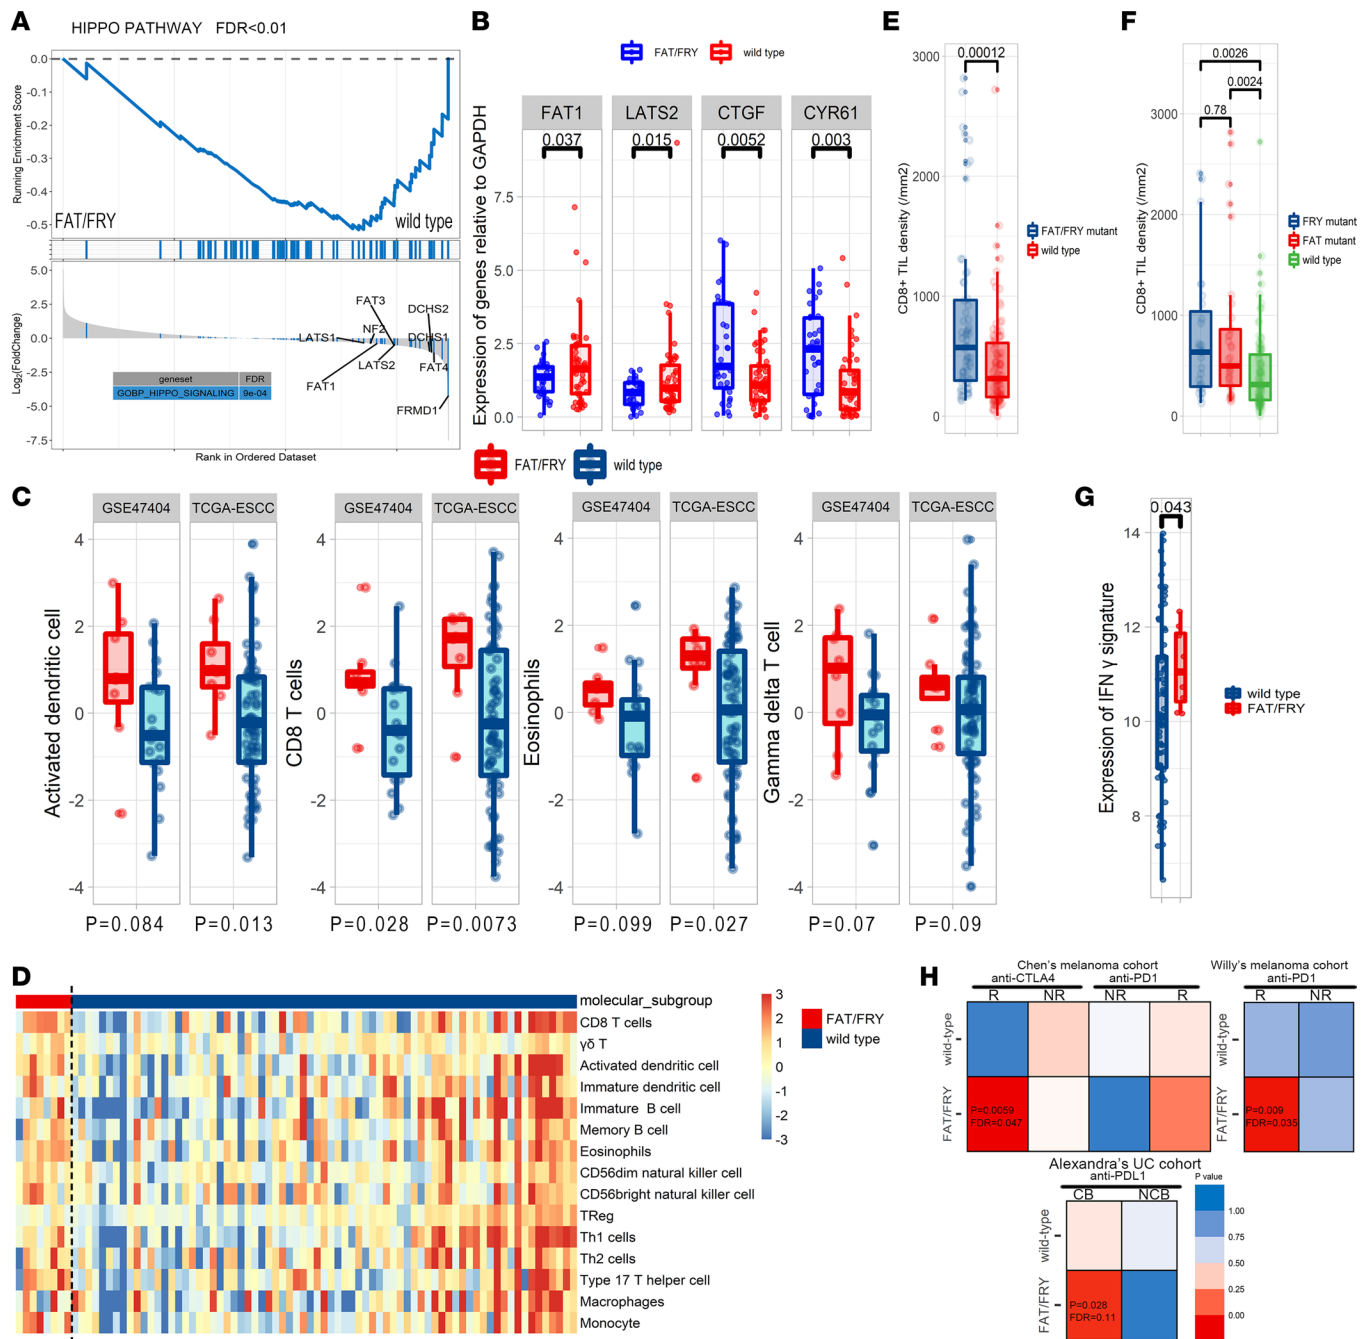 A
HIPPO PATHWAY FDR<0.01
Running Enrichment Score
0.0
-0.1
-0.2
-0.3
-0.4
-0.5
FAT/FRY
wild type
Log2(FoldChange)
5.0
2.5
0.0
-2.5
-5.0
-7.5
FAT3
DCHS2
NF2
LATS1
DCHS1
LATS2
FAT4
FAT1
FRMD1
geneset FDR
GOBP_HIPPO_SIGNALING 9e-04
Rank in Ordered Dataset
B
FAT/FRY wild type
FAT1 LATS2 CTGF CYR61
0.037 0.015 0.0052 0.003
Expression of genes relative to GAPDH
7.5
5.0
2.5
0.0
E
0.00012
CD8+ TIL density (/mm2)
3000
2000
1000
0
FAT/FRY mutant
wild type
F
0.0026
0.0024
0.78
CD8+ TIL density (/mm2)
3000
2000
1000
0
FRY mutant
FAT mutant
wild type
FAT/FRY wild type
C
GSE47404 TCGA-ESCC
Activated dendritic cell
4
2
0
-2
-4
P=0.084 P=0.013
GSE47404 TCGA-ESCC
CD8 T cells
4
2
0
-2
-4
P=0.028 P=0.0073
GSE47404 TCGA-ESCC
Eosinophils
4
2
0
-2
-4
P=0.099 P=0.027
GSE47404 TCGA-ESCC
Gamma delta T cell
4
2
0
-2
-4
P=0.07 P=0.09
G
0.043
Expression of IFN γ signature
14
12
10
8
wild type
FAT/FRY
D
molecular_subgroup
CD8 T cells
γδ T
Activated dendritic cell
Immature dendritic cell
Immature B cell
Memory B cell
Eosinophils
CD56dim natural killer cell
CD56bright natural killer cell
TReg
Th1 cells
Th2 cells
Type 17 T helper cell
Macrophages
Monocyte
3
2
1
0
-1
-2
-3
FAT/FRY
wild type
H
Chen's melanoma cohort
anti-CTLA4 anti-PD1
R NR NR R
wild-type
FAT/FRY
P=0.0059
FDR=0.047
Willy's melanoma cohort
anti-PD1
R NR
wild-type
FAT/FRY
P=0.009
FDR=0.035
Alexandra's UC cohort
anti-PDL1
CB NCB
wild-type
FAT/FRY
P=0.028
FDR=0.11
P value
1.00
0.75
0.50
0.25
0.00